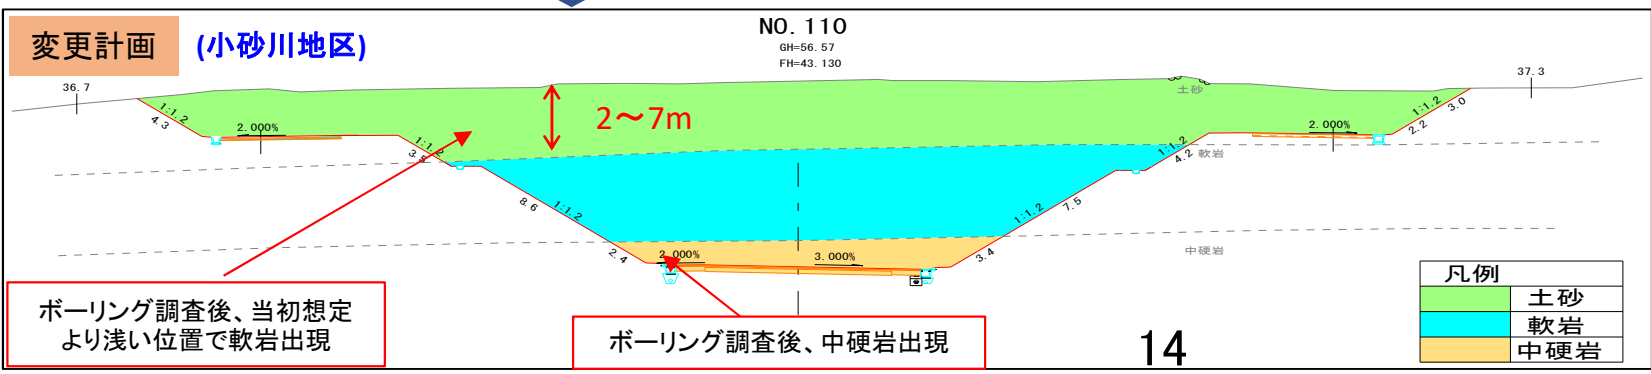 変更計画
(小砂川地区)
NO. 110
GH=56.57
FH=43.130
36.7
37.3
土砂
1:1.2
4.3
2.000%
2～7m
1:1.2
3.0
2.2
2.000%
1:1.2
1:1.2
4.2
軟岩
8.6
1:1.2
1:1.2
7.5
2.4
2.000%
3.000%
3.4
中硬岩
ボーリング調査後、当初想定
より浅い位置で軟岩出現
ボーリング調査後、中硬岩出現
14
凡例
土砂
軟岩
中硬岩